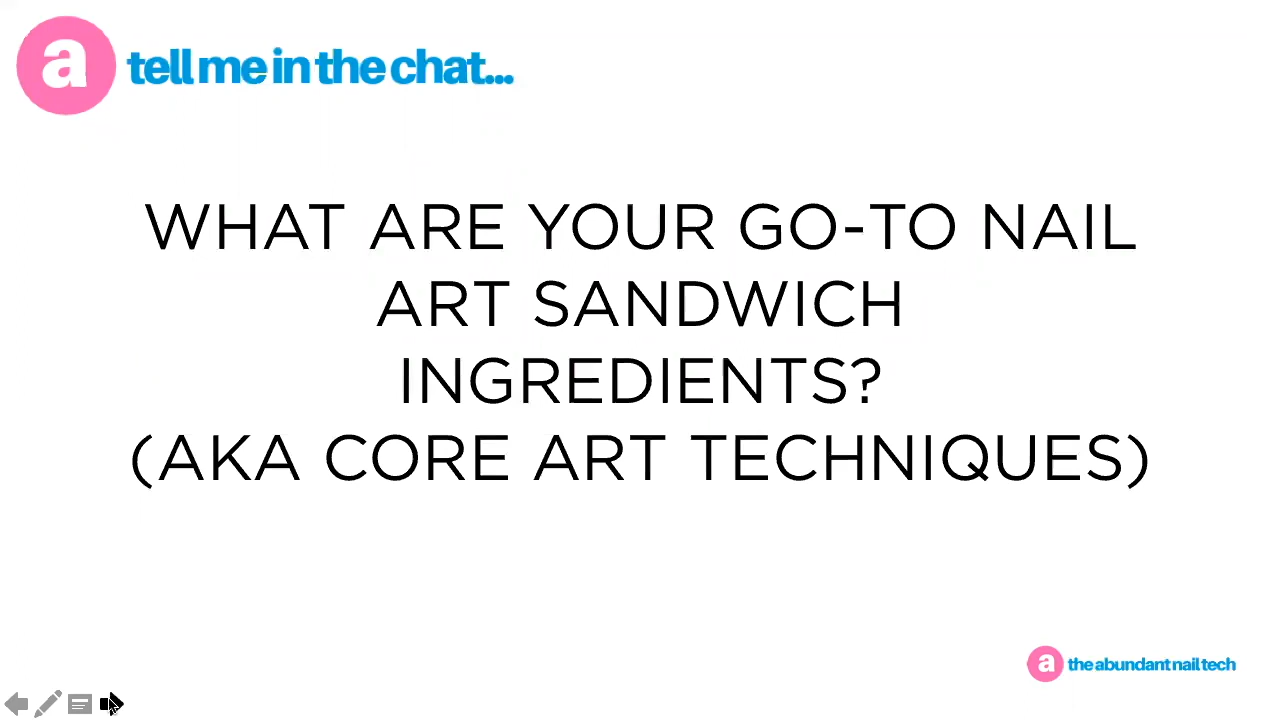 a tell me in the chat...
WHAT ARE YOUR GO-TO NAIL
ART SANDWICH
INGREDIENTS?
(AKA CORE ART TECHNIQUES)
a the abundant nail tech